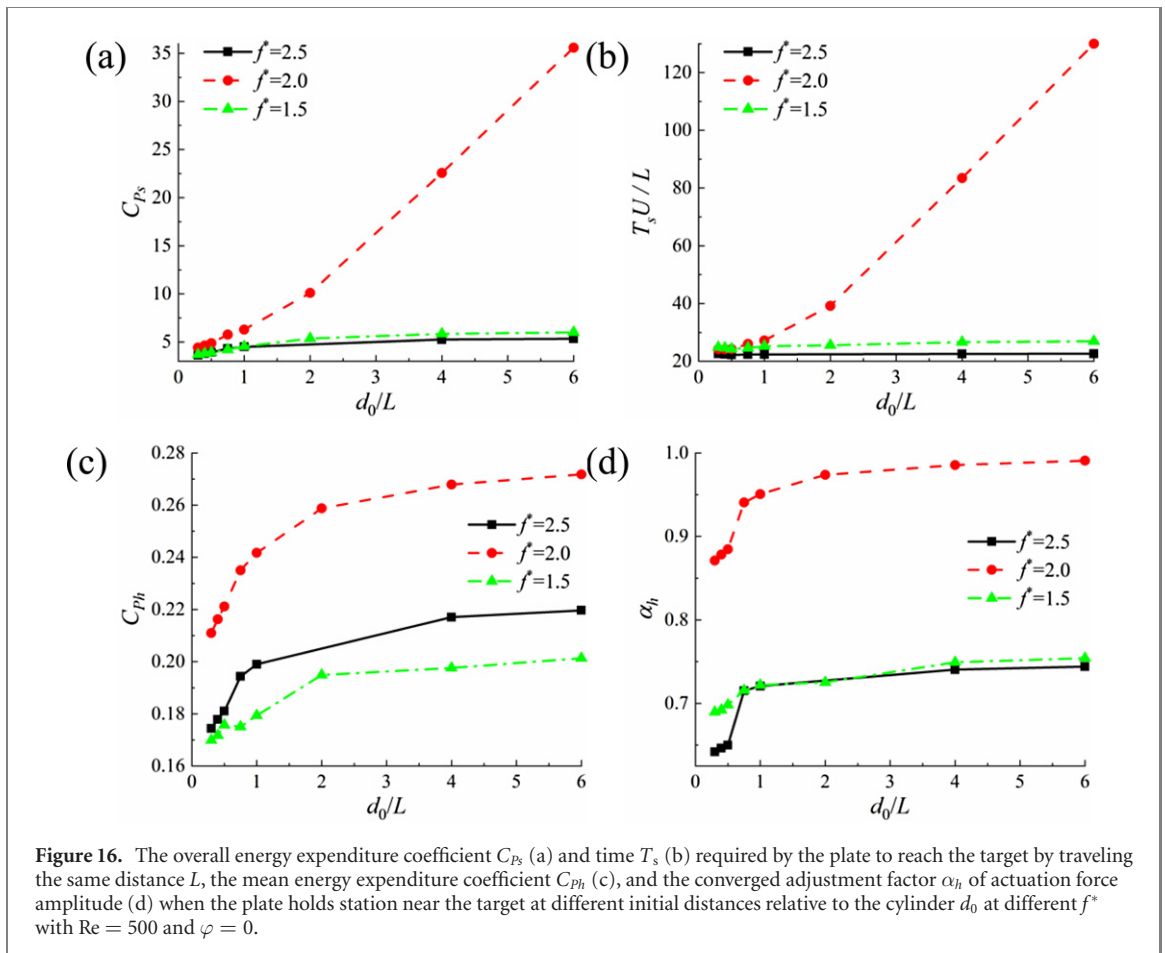 (a)
f*=2.5
f*=2.0
f*=1.5
35
30
25
20
15
10
5
C_Ps
0 1 2 3 4 5 6
d₀/L
(b)
f*=2.5
f*=2.0
f*=1.5
120
100
80
60
40
20
T_s U / L
0 1 2 3 4 5 6
d₀/L
(c)
0.28
0.26
0.24
0.22
0.20
0.18
0.16
C_Ph
f*=2.5
f*=2.0
f*=1.5
0 1 2 3 4 5 6
d₀/L
(d)
1.0
0.9
0.8
0.7
α_h
f*=2.5
f*=2.0
f*=1.5
0 1 2 3 4 5 6
d₀/L
Figure 16. The overall energy expenditure coefficient C_Ps (a) and time T_s (b) required by the plate to reach the target by traveling
the same distance L, the mean energy expenditure coefficient C_Ph (c), and the converged adjustment factor α_h of actuation force
amplitude (d) when the plate holds station near the target at different initial distances relative to the cylinder d₀ at different f*
with Re = 500 and φ = 0.